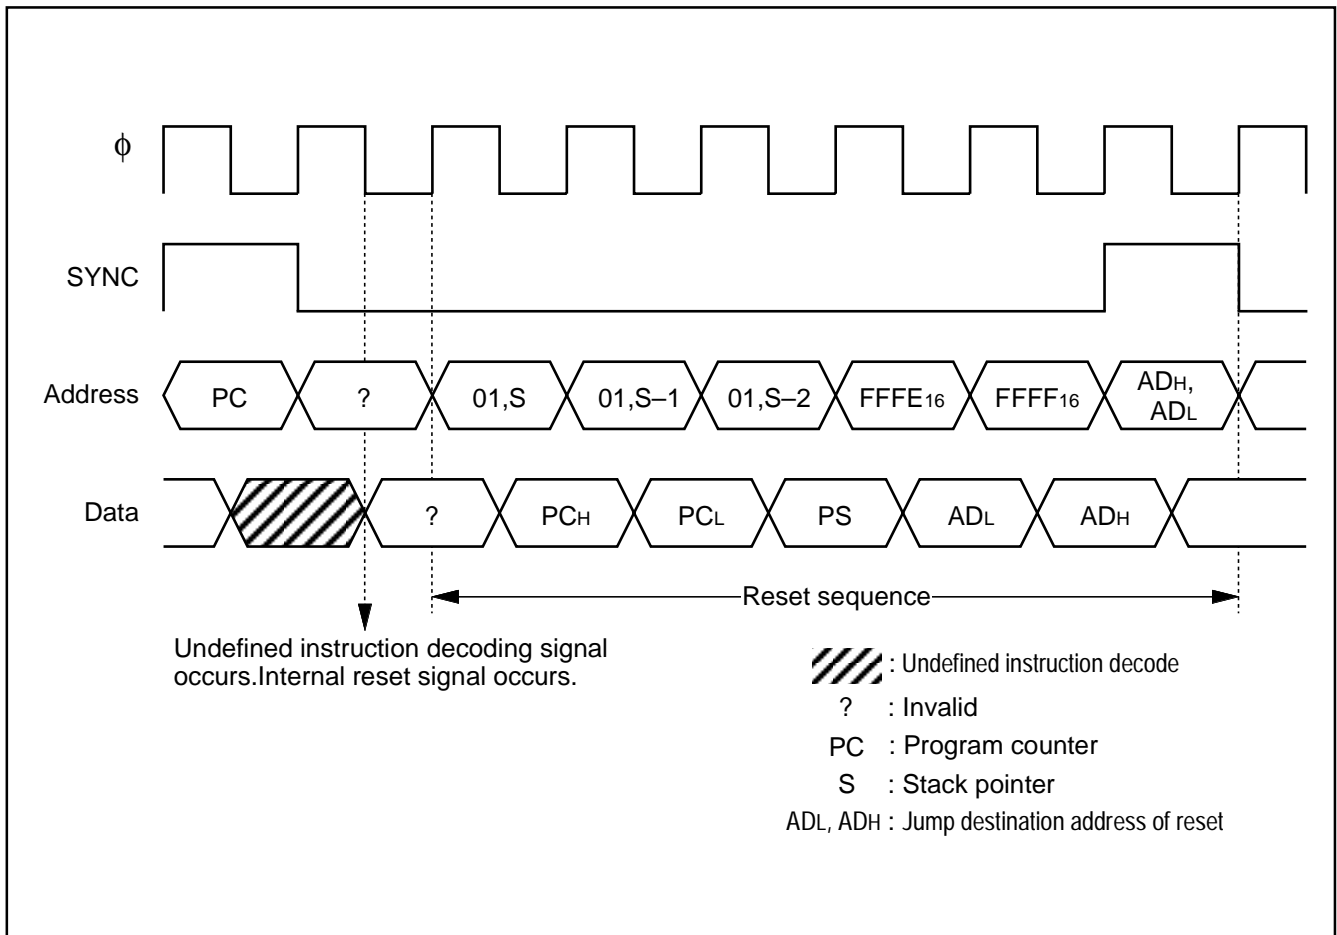 ϕ
SYNC
Address PC ? 01,S 01,S–1 01,S–2 FFFE16 FFFF16 ADH,
ADL
Data ? PCH PCL PS ADL ADH
Reset sequence
Undefined instruction decoding signal
occurs.Internal reset signal occurs.
: Undefined instruction decode
? : Invalid
PC : Program counter
S : Stack pointer
ADL, ADH : Jump destination address of reset